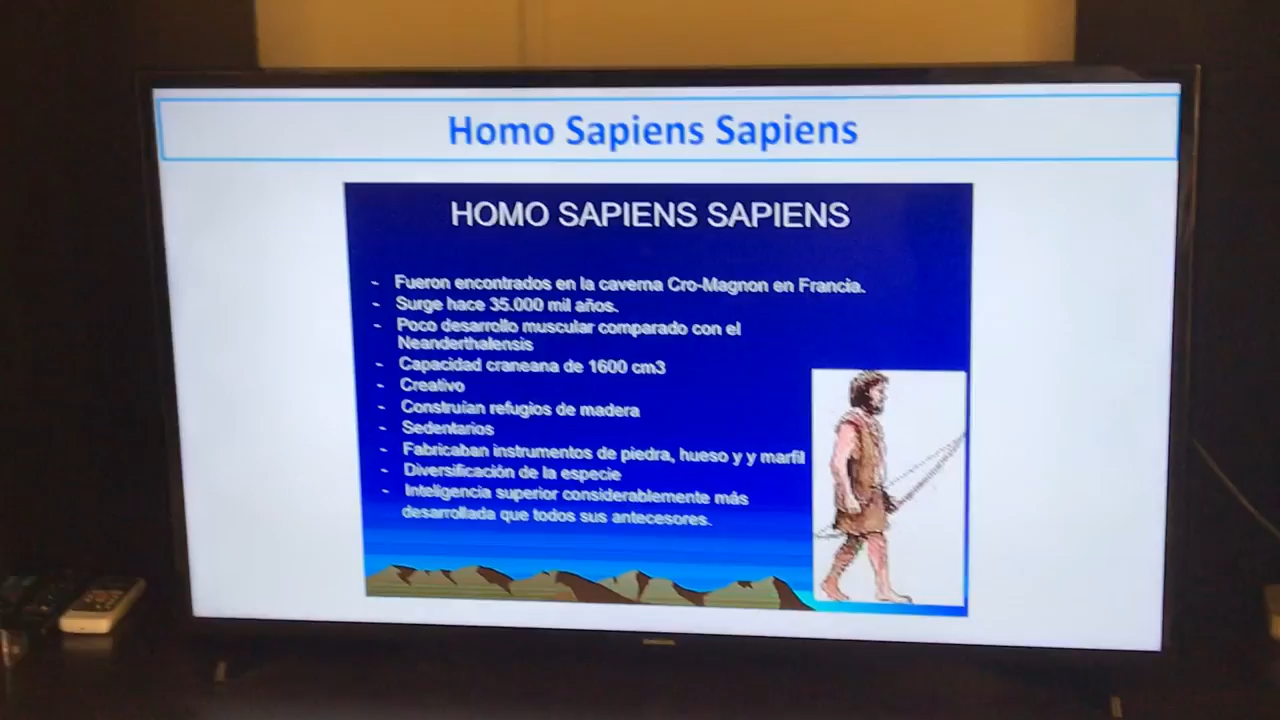 Homo Sapiens Sapiens
HOMO SAPIENS SAPIENS
- Fueron encontrados en la caverna Cro-Magnon en Francia.
- Surge hace 35.000 mil años.
- Poco desarrollo muscular comparado con el
Neanderthalensis
- Capacidad craneana de 1600 cm3
- Creativo
- Construían refugios de madera
- Sedentarios
- Fabricaban instrumentos de piedra, hueso y y marfil
- Diversificación de la especie
- Inteligencia superior considerablemente más
desarrollada que todos sus antecesores.